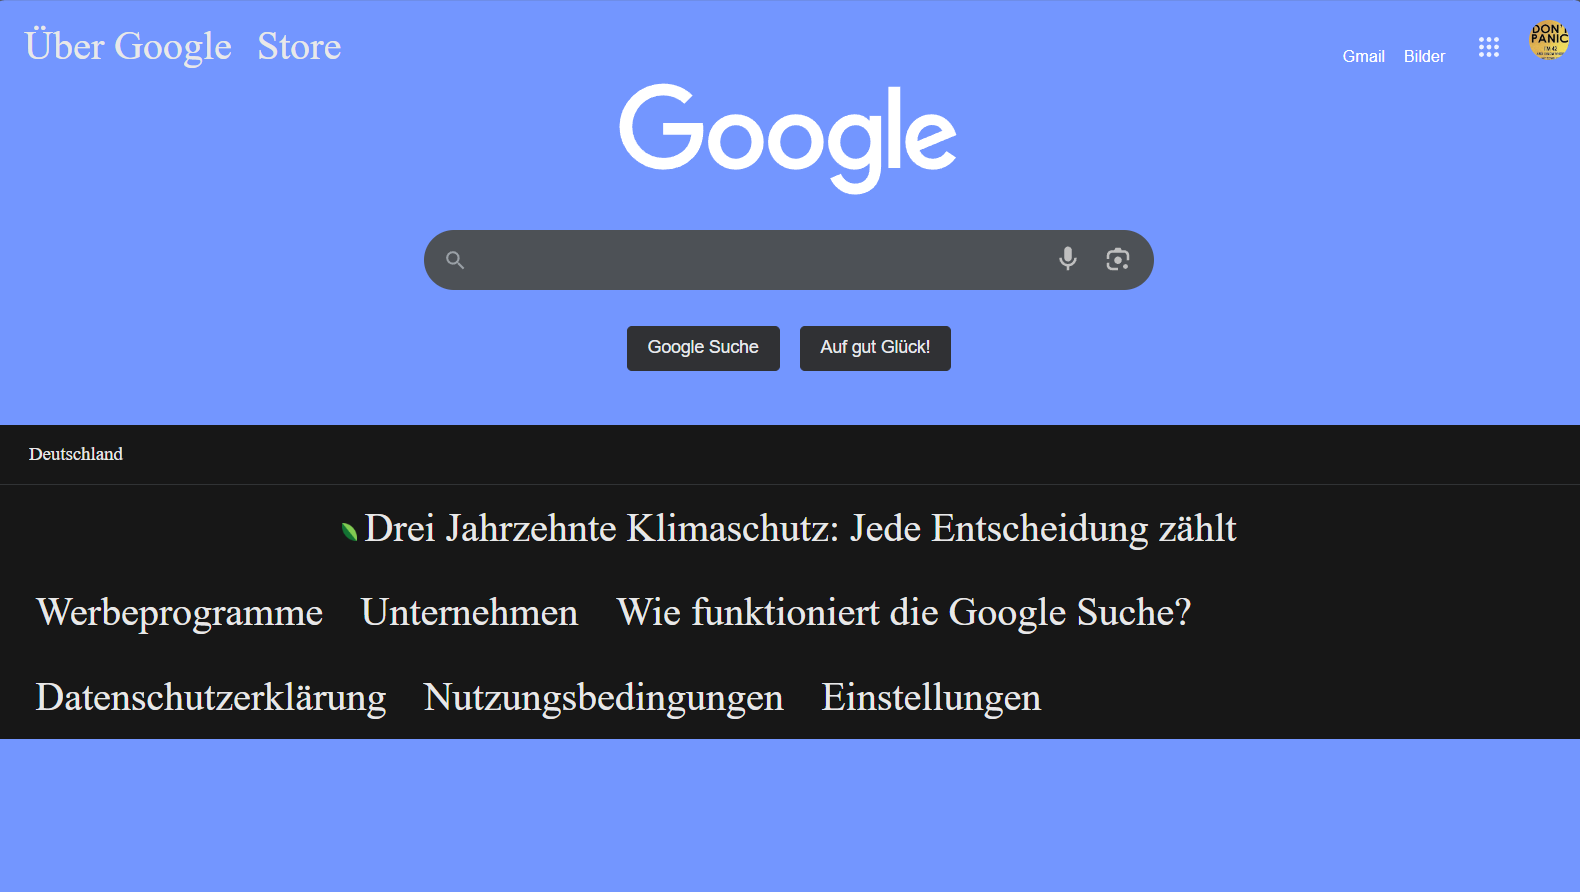 Über Google Store
Gmail Bilder
DON'T
PANIC
I'M 42
Google
Google Suche Auf gut Glück!
Deutschland
Drei Jahrzehnte Klimaschutz: Jede Entscheidung zählt
Werbeprogramme Unternehmen Wie funktioniert die Google Suche?
Datenschutzerklärung Nutzungsbedingungen Einstellungen